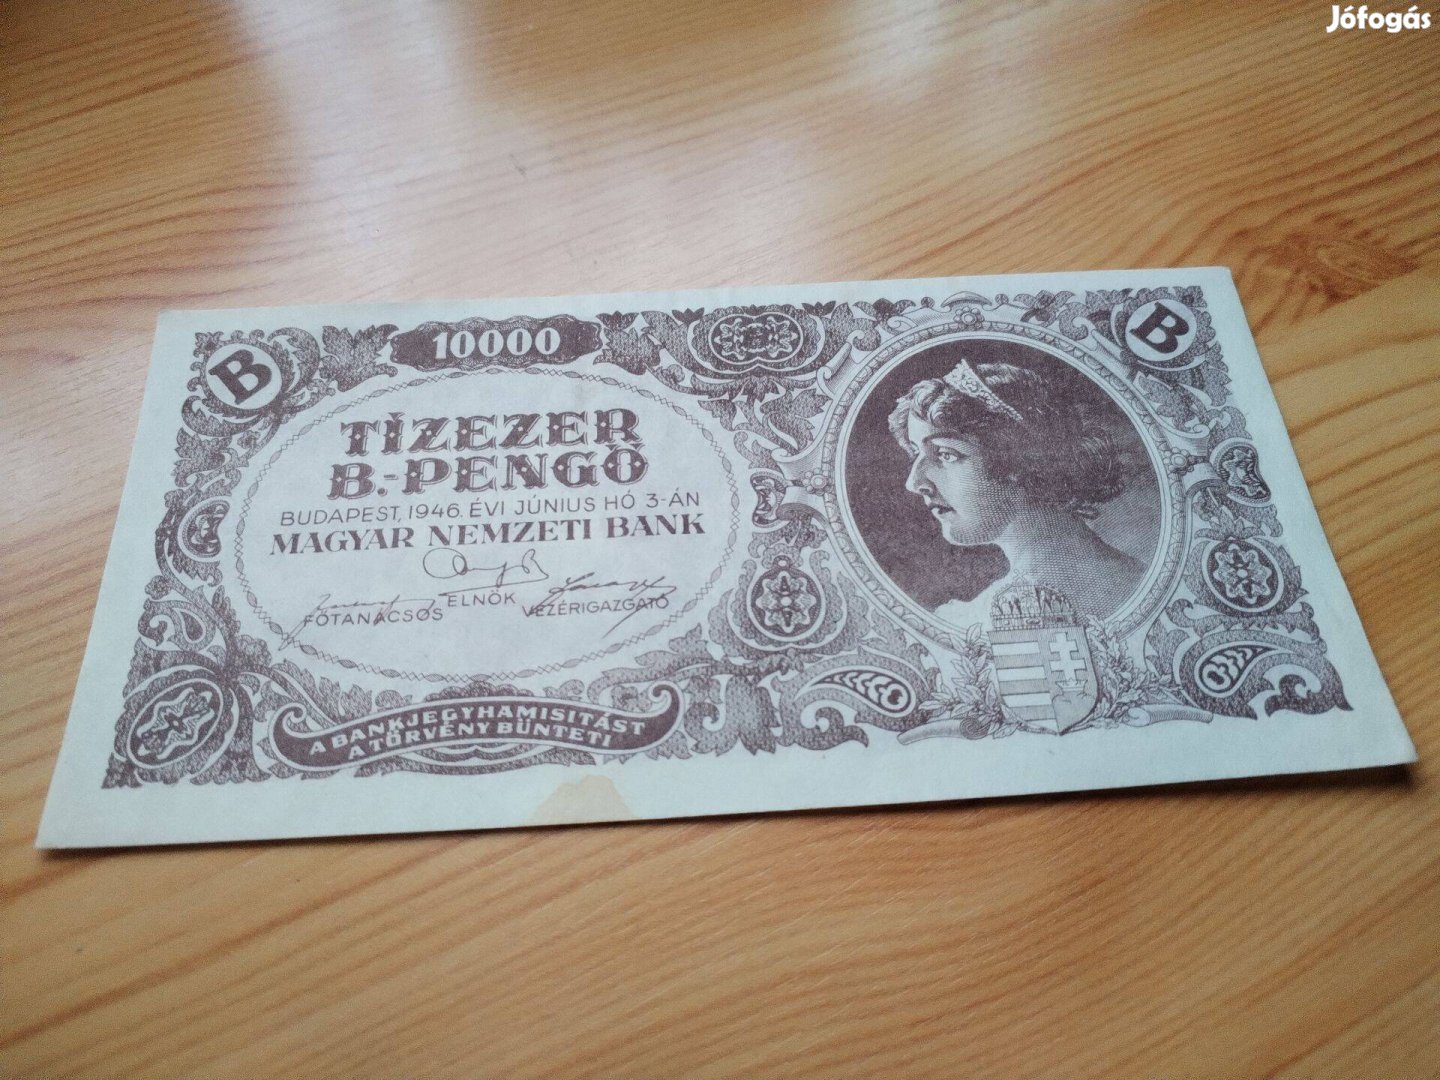 Jófogás
B
10000
B
TÍZEZER
B.-PENGŐ
BUDAPEST, 1946. ÉVI JÚNIUS HÓ 3-ÁN
MAGYAR NEMZETI BANK
ELNÖK
FŐTANÁCSOS
VEZÉRIGAZGATÓ
A BANKJEGYHAMISITÁST
A TÖRVÉNY BÜNTETI